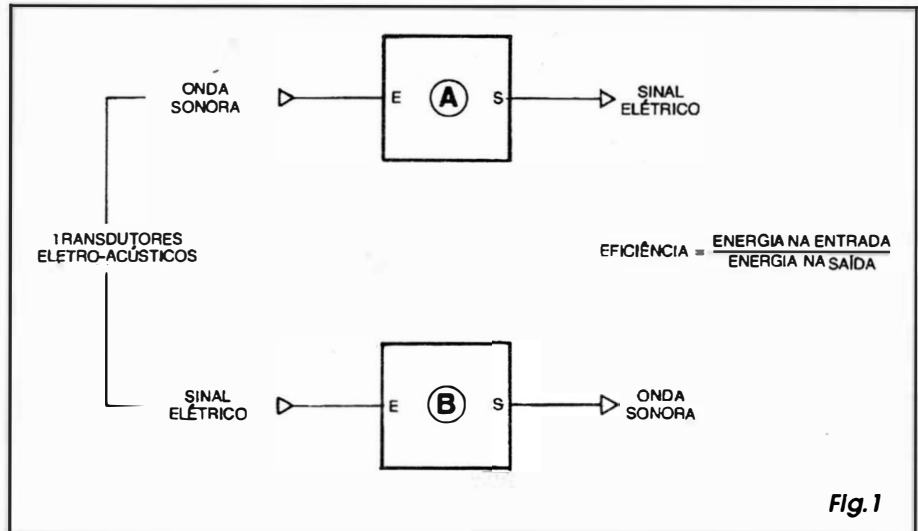 ONDA
SONORA
E
A
S
SINAL
ELÉTRICO
TRANSDUTORES
ELETRO-ACÚSTICOS
EFICIÊNCIA = ENERGIA NA ENTRADA
ENERGIA NA SAÍDA
SINAL
ELÉTRICO
E
B
S
ONDA
SONORA
Fig. 1